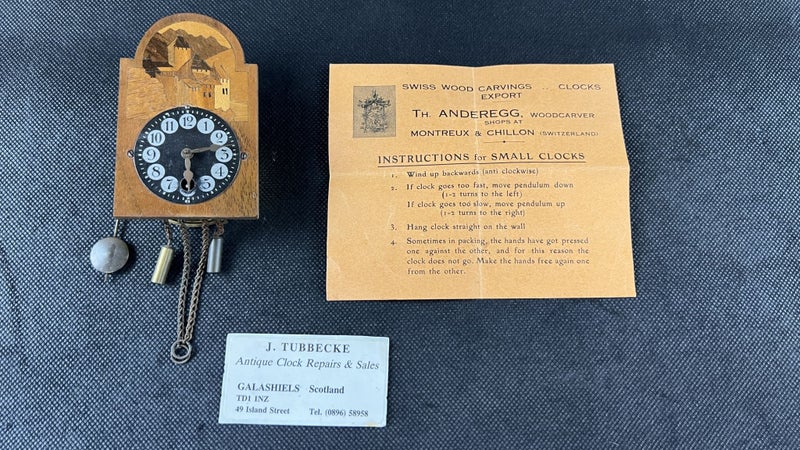 12
11 1
10 2
9 3
8
7 5
6
SWISS WOOD CARVINGS .. CLOCKS
EXPORT
TH. ANDEREGG, WOODCARVER
SHOPS AT
MONTREUX & CHILLON (SWITZERLAND)
INSTRUCTIONS for SMALL CLOCKS
1. Wind up backwards (anti clockwise)
2. If clock goes too fast, move pendulum down
(1-2 turns to the left)
If clock goes too slow, move pendulum up
(1-2 turns to the right)
3. Hang clock straight on the wall
4. Sometimes in packing, the hands have got pressed
one against the other, and for this reason the
clock does not go. Make the hands free again one
from the other.
J. TUBBECKE
Antique Clock Repairs & Sales
GALASHIELS Scotland
TD1 1NZ
49 Island Street Tel. (0896) 58958